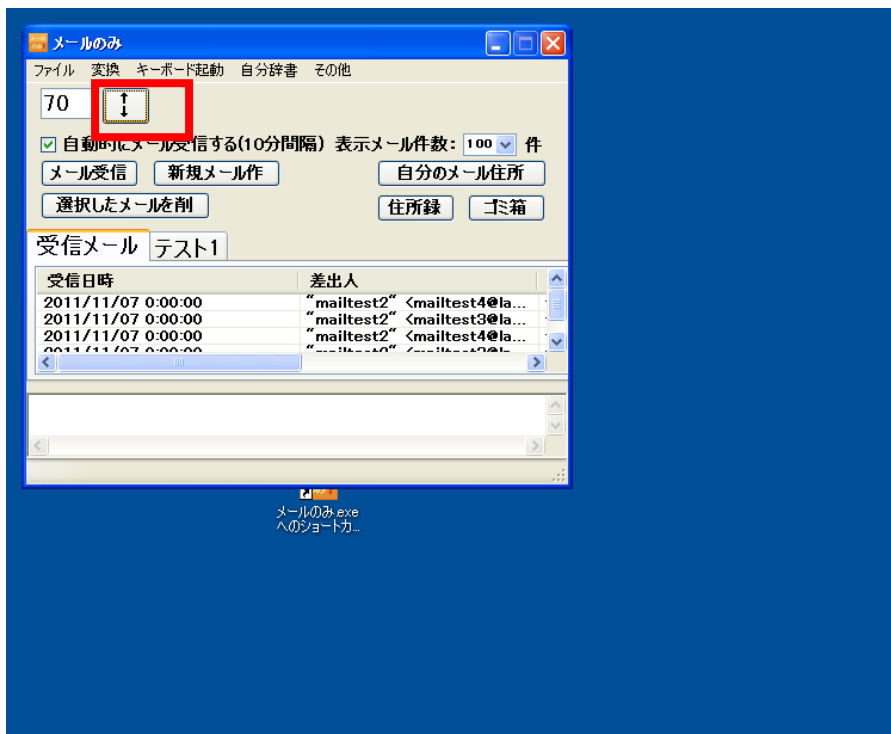 メールのみ
ファイル 変換 キーボード起動 自分辞書 その他
70
自動的にメール受信する(10分間隔) 表示メール件数: 100 件
メール受信 新規メール作 自分のメール住所
選択したメールを削 住所録 ゴミ箱
受信メール テスト1
受信日時 差出人
2011/11/07 0:00:00 "mailtest2" <mailtest4@la...
2011/11/07 0:00:00 "mailtest2" <mailtest3@la...
2011/11/07 0:00:00 "mailtest2" <mailtest4@la...
2011/11/07 0:00:00
メールのみ.exe
へのショートカ...